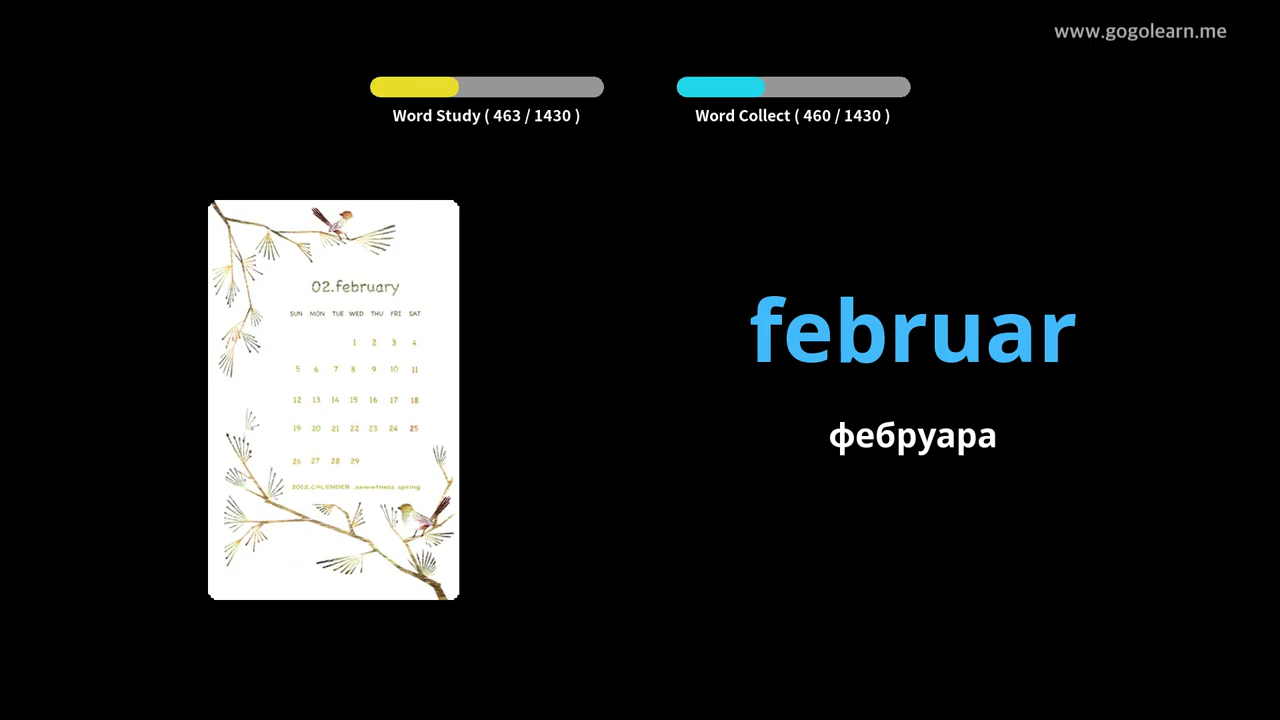 www.gogolearn.me
Word Study ( 463 / 1430 )
Word Collect ( 460 / 1430 )
02.february
SUN MON TUE WED THU FRI SAT
1 2 3 4
5 6 7 8 9 10 11
12 13 14 15 16 17 18
19 20 21 22 23 24 25
26 27 28 29
2012.CALENDER .sewwtness spring
februar
фебруара